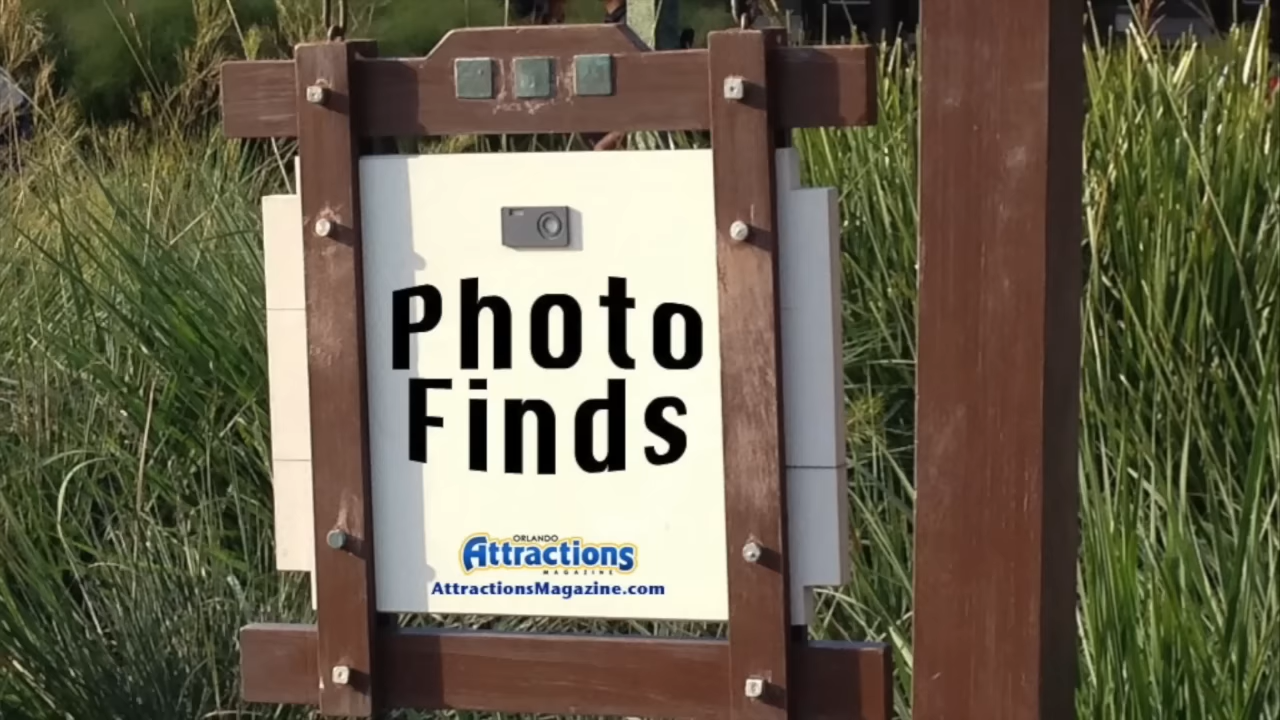 Photo
Finds
ORLANDO
Attractions
MAGAZINE
AttractionsMagazine.com